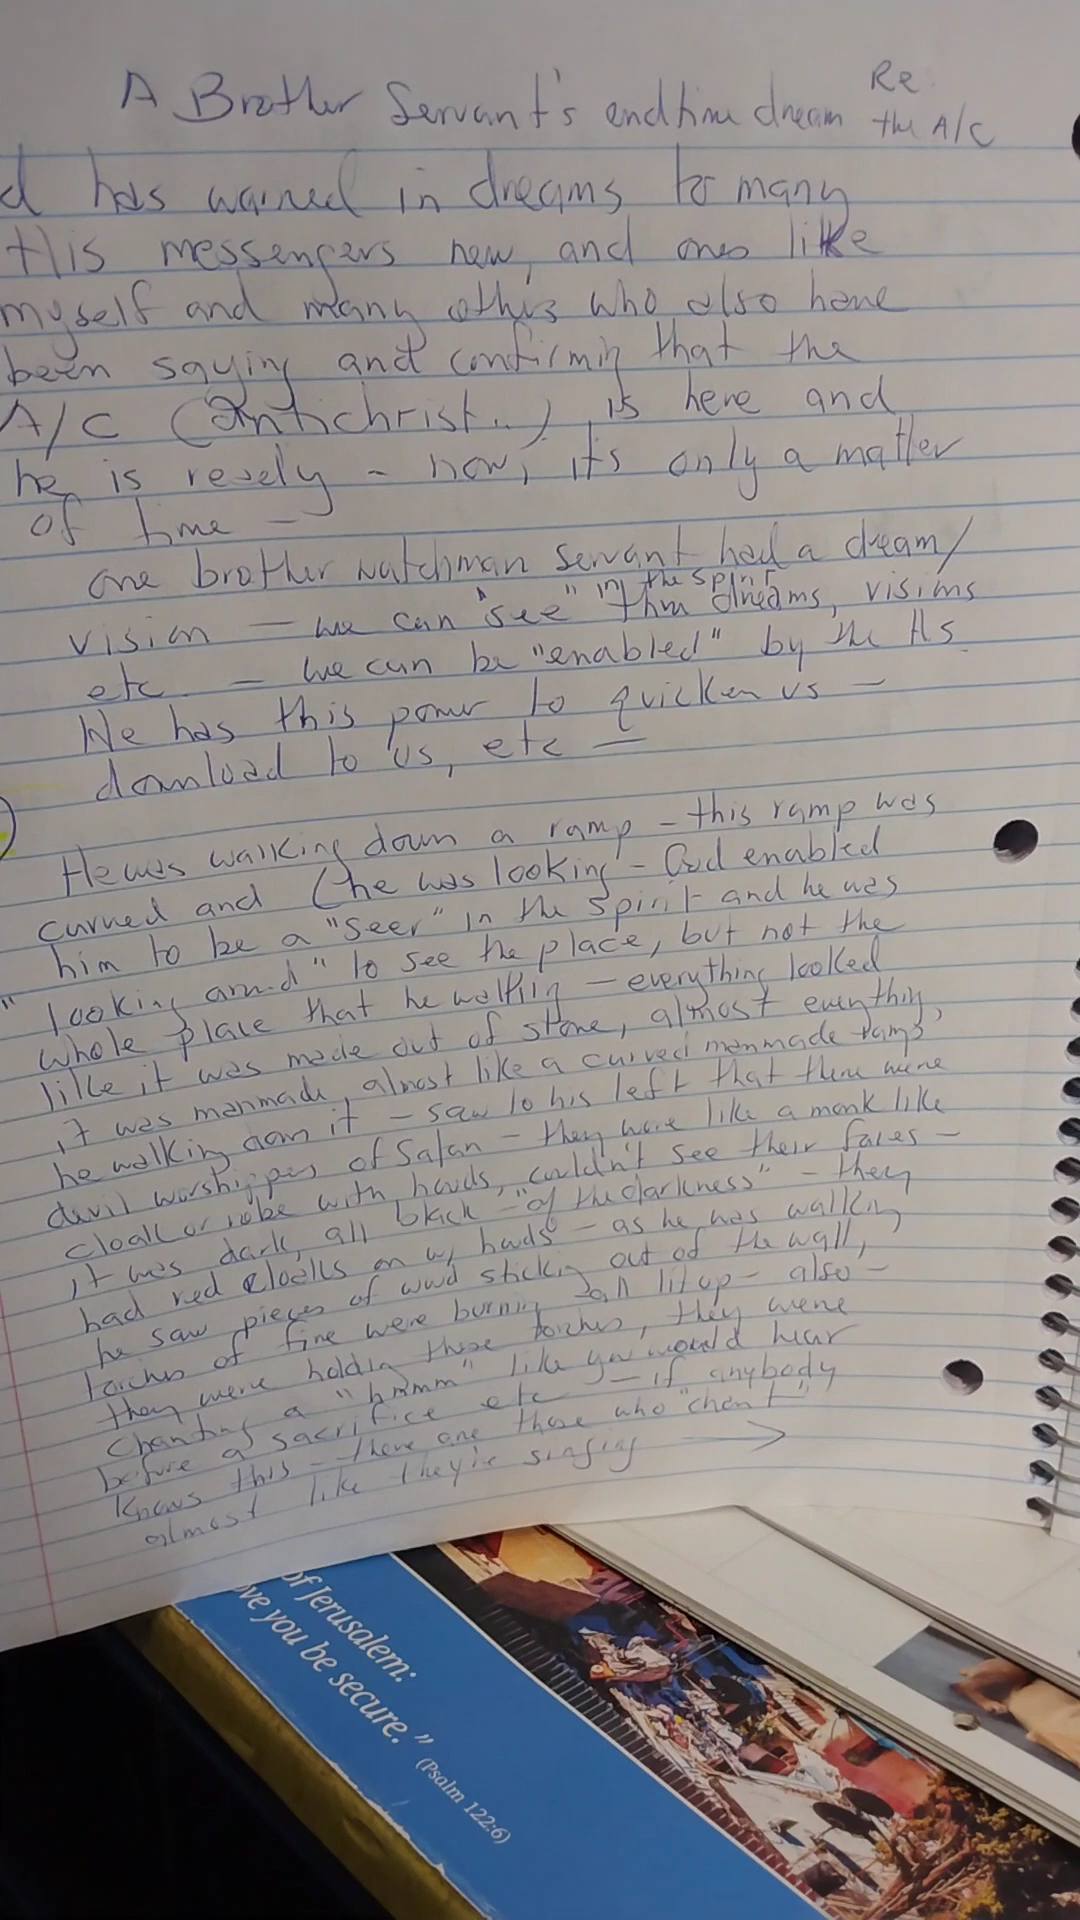 A Brother Servant's endtime dream Re:
the A/C
d has warned in dreams to many
this messengers new, and ones like
myself and many othrs who also have
been saying and confirmin that the
A/C (Antichrist..) is here and
he is ready - now, it's only a matter
of time -
one brother watchman servant had a dream/
vision - we can "see" in the spirit thru dreams, visions
etc. - we can be "enabled" by the HS.
He has this power to quicken us -
download to us, etc -
He was walking down a ramp - this ramp was
curved and (he was looking - God enabled
him to be a "seer" in the spirit and he was
"looking around" to see the place, but not the
whole place that he walkin - everything looked
like it was made out of stone, almost everythin,
it was manmade, almost like a curved manmade ramp
he walking down it - saw to his left that there were
devil worshippers of Satan - they were like a monk like
cloak or robe with hoods, couldn't see their faces -
it was dark, all black - "of the darkness" - they
had red cloaks on w/ hoods - as he was walkin
he saw pieces of wood stickin out of the wall,
torches of fire were burnin all lit up - also -
they were holdin these torches, they were
chanting a "hmmm" like you would hear
before a sacrifice etc - if anybody
knows this - there are those who "chant"
almost like they're singing →
of Jerusalem:
ve you be secure."
(Psalm 122:6)